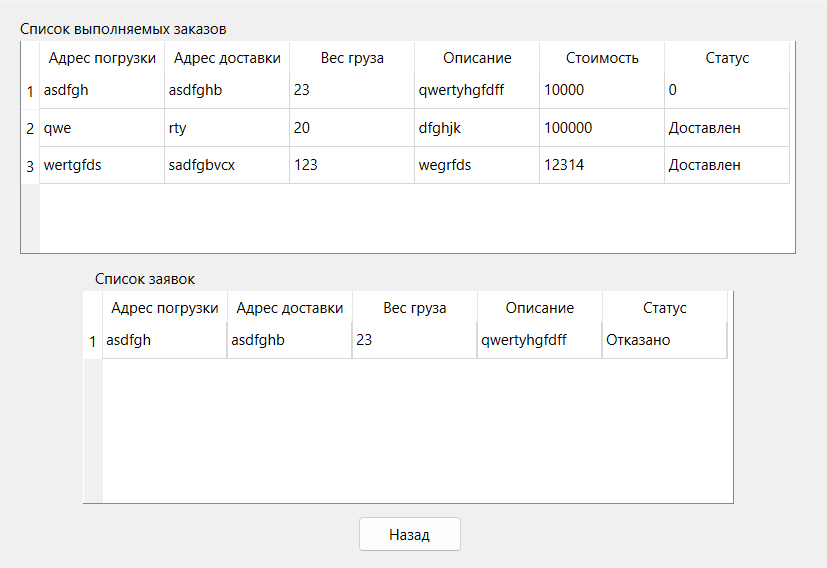 Список выполняемых заказов
Адрес погрузки Адрес доставки Вес груза Описание Стоимость Статус
1 asdfgh asdfghb 23 qwertyhgfdff 10000 0
2 qwe rty 20 dfghjk 100000 Доставлен
3 wertgfds sadfgbvcx 123 wegrfds 12314 Доставлен
Список заявок
Адрес погрузки Адрес доставки Вес груза Описание Статус
1 asdfgh asdfghb 23 qwertyhgfdff Отказано
Назад